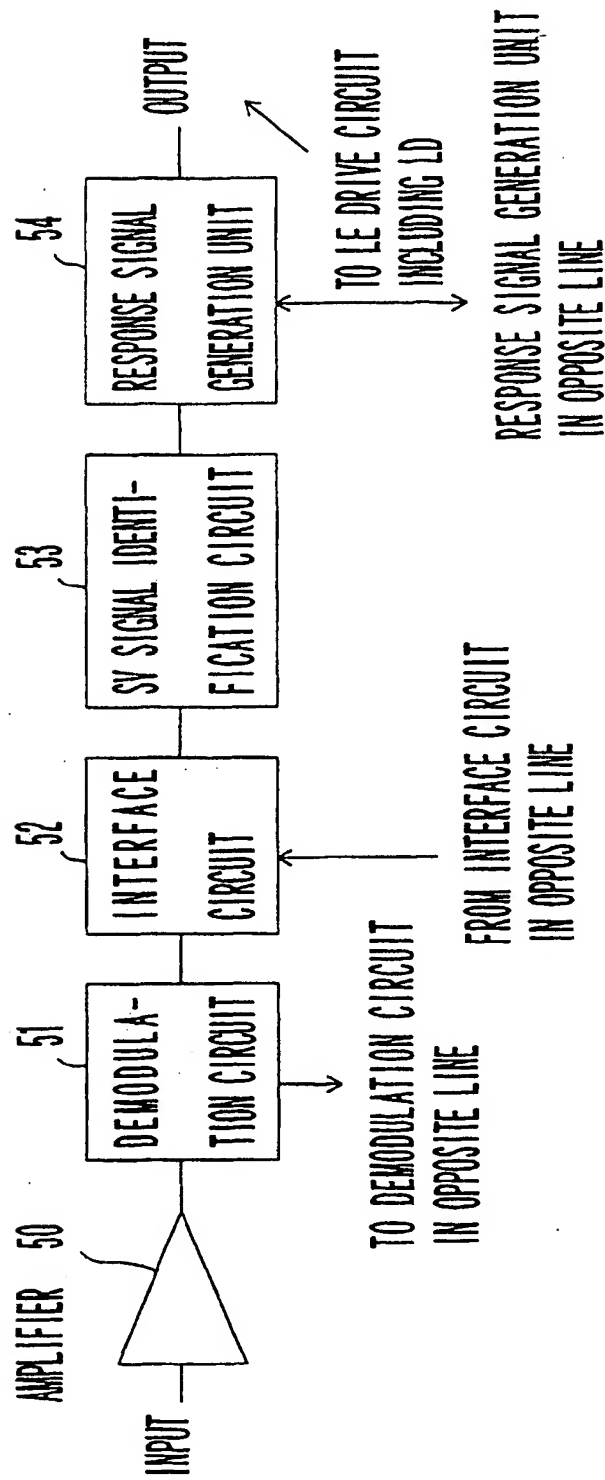 INPUT
AMPLIFIER 50
51
DEMODULA-
TION CIRCUIT
TO DEMODULATION CIRCUIT
IN OPPOSITE LINE
52
INTERFACE
CIRCUIT
FROM INTERFACE CIRCUIT
IN OPPOSITE LINE
53
SV SIGNAL IDENTI-
FICATION CIRCUIT
54
RESPONSE SIGNAL
GENERATION UNIT
OUTPUT
TO LE DRIVE CIRCUIT
INCLUDING LD
RESPONSE SIGNAL GENERATION UNIT
IN OPPOSITE LINE